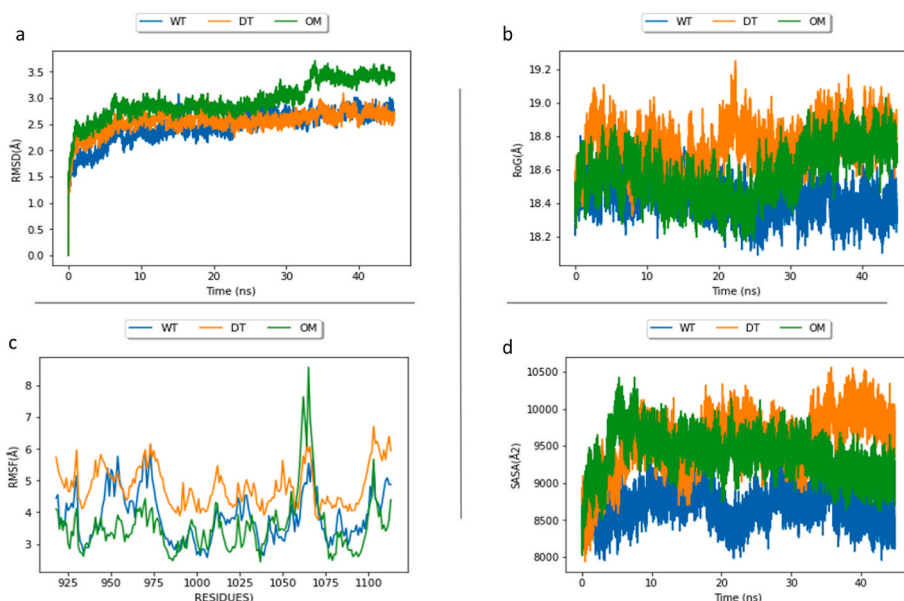 WT DT OM
a
RMSD(Å)
3.5
3.0
2.5
2.0
1.5
1.0
0.5
0.0
0 10 20 30 40
Time (ns)
WT DT OM
b
RoG(Å)
19.2
19.0
18.8
18.6
18.4
18.2
0 10 20 30 40
Time (ns)
WT DT OM
c
RMSF(Å)
8
7
6
5
4
3
925 950 975 1000 1025 1050 1075 1100
RESIDUES
WT DT OM
d
SASA(Å2)
10500
10000
9500
9000
8500
8000
0 10 20 30 40
Time (ns)